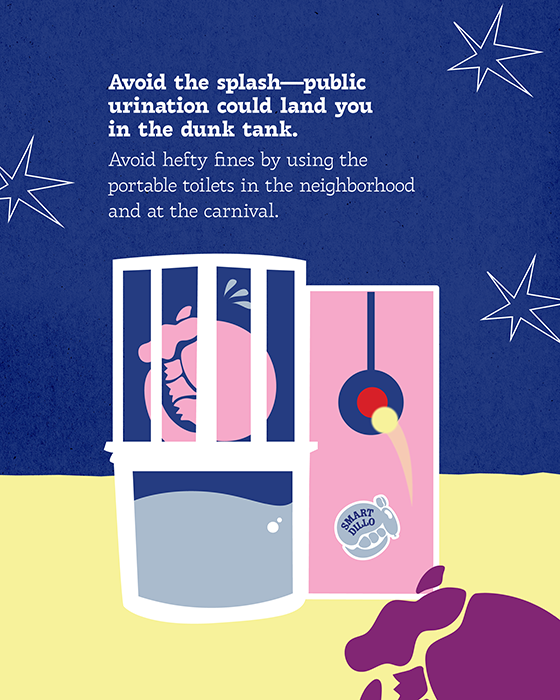 Avoid the splash—public
urination could land you
in the dunk tank.
Avoid hefty fines by using the
portable toilets in the neighborhood
and at the carnival.
SMART
DILLO